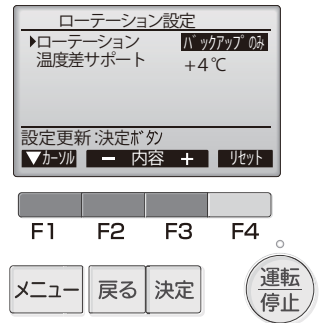 ローテーション設定
▶ローテーション バックアップのみ
温度差サポート +4℃
設定更新:決定ボタン
▼カーソル － 内容 ＋ リセット
F1 F2 F3 F4
メニュー 戻る 決定 運転
停止